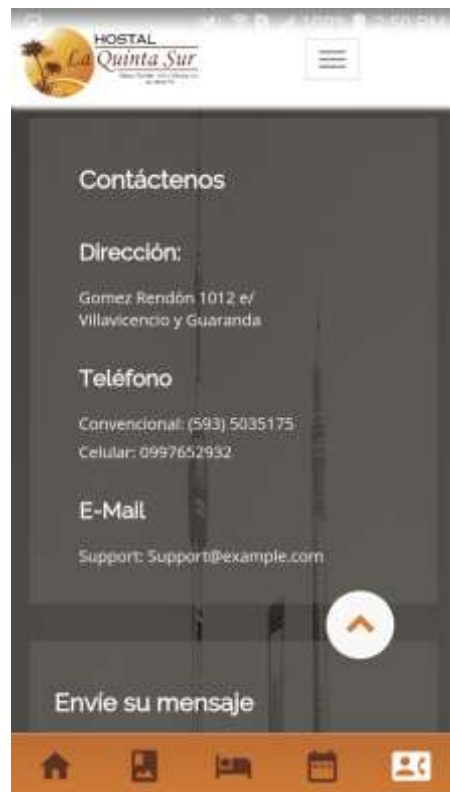 HOSTAL
La Quinta Sur
Contáctenos
Dirección:
Gomez Rendón 1012 e/
Villavicencio y Guaranda
Teléfono
Convencional: (593) 5035175
Celular: 0997652932
E-Mail
Support: Support@example.com
Envíe su mensaje